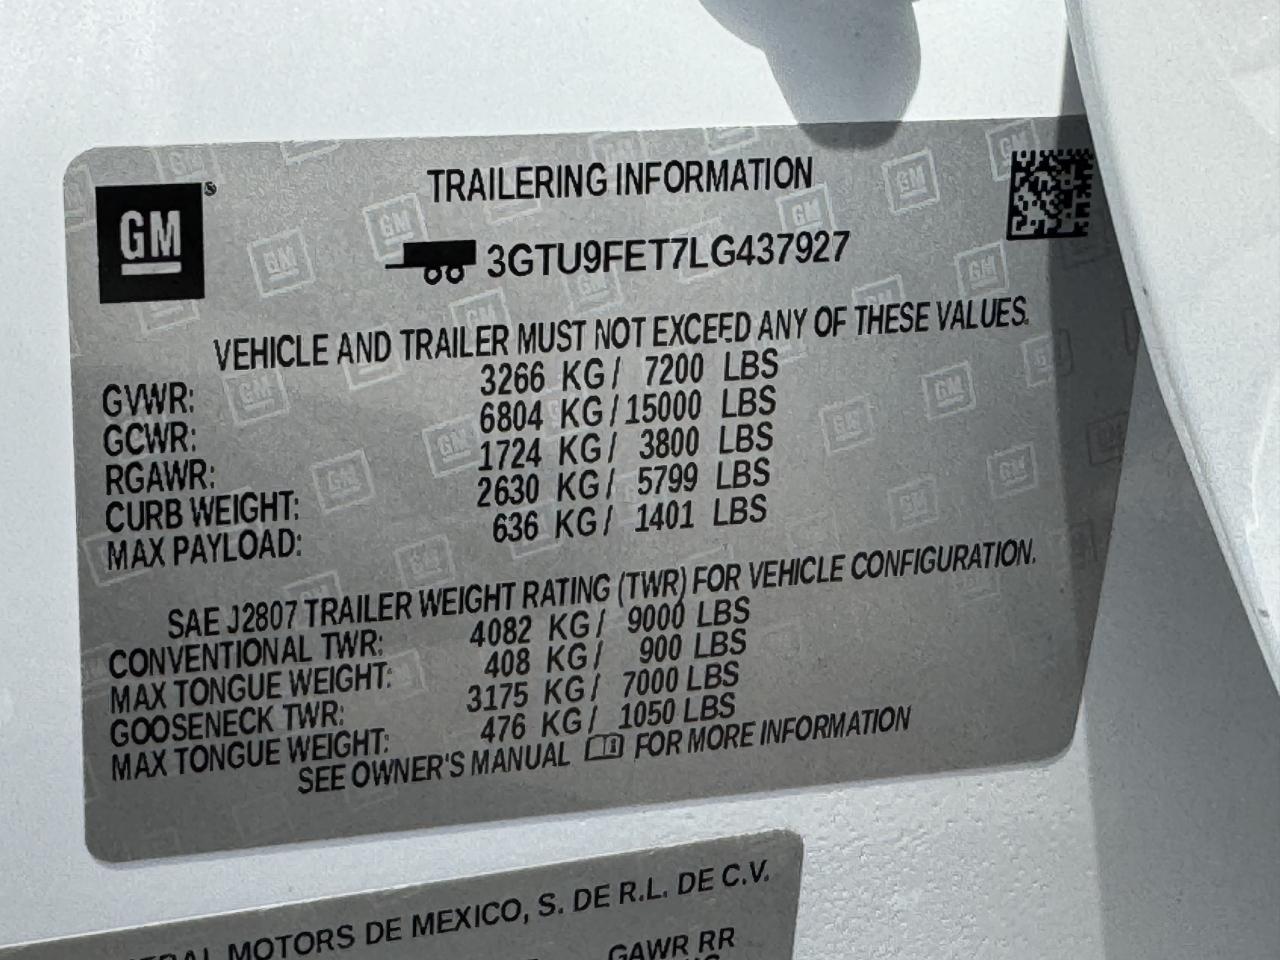 GM
TRAILERING INFORMATION
3GTU9FET7LG437927
VEHICLE AND TRAILER MUST NOT EXCEED ANY OF THESE VALUES.
GVWR: 3266 KG/ 7200 LBS
GCWR: 6804 KG/15000 LBS
RGAWR: 1724 KG/ 3800 LBS
CURB WEIGHT: 2630 KG/ 5799 LBS
MAX PAYLOAD: 636 KG/ 1401 LBS
SAE J2807 TRAILER WEIGHT RATING (TWR) FOR VEHICLE CONFIGURATION.
CONVENTIONAL TWR: 4082 KG/ 9000 LBS
MAX TONGUE WEIGHT: 408 KG/ 900 LBS
GOOSENECK TWR: 3175 KG/ 7000 LBS
MAX TONGUE WEIGHT: 476 KG/ 1050 LBS
SEE OWNER'S MANUAL FOR MORE INFORMATION
MOTORS DE MEXICO, S. DE R.L. DE C.V.
GAWR RR